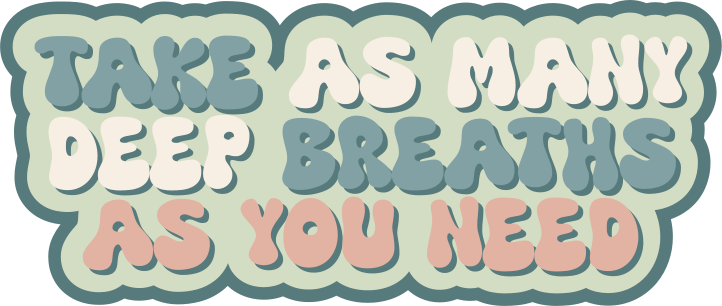 TAKE AS MANY
DEEP BREATHS
AS YOU NEED